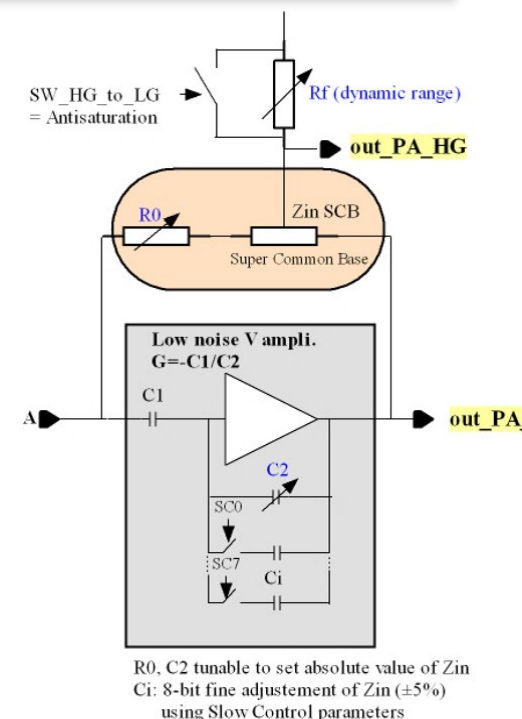 SW_HG_to_LG
= Antisaturation
Rf (dynamic range)
out_PA_HG
R0
Zin SCB
Super Common Base
Low noise V ampli.
G=-C1/C2
C1
A
out_PA_
C2
SC0
SC7
Ci
R0, C2 tunable to set absolute value of Zin
Ci: 8-bit fine adjustement of Zin (±5%)
using Slow Control parameters